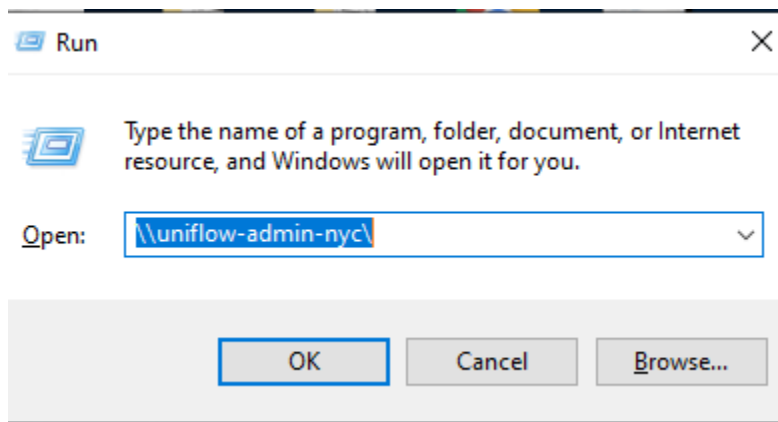 Run
Type the name of a program, folder, document, or Internet
resource, and Windows will open it for you.
Open: \\uniflow-admin-nyc\
OK Cancel Browse...